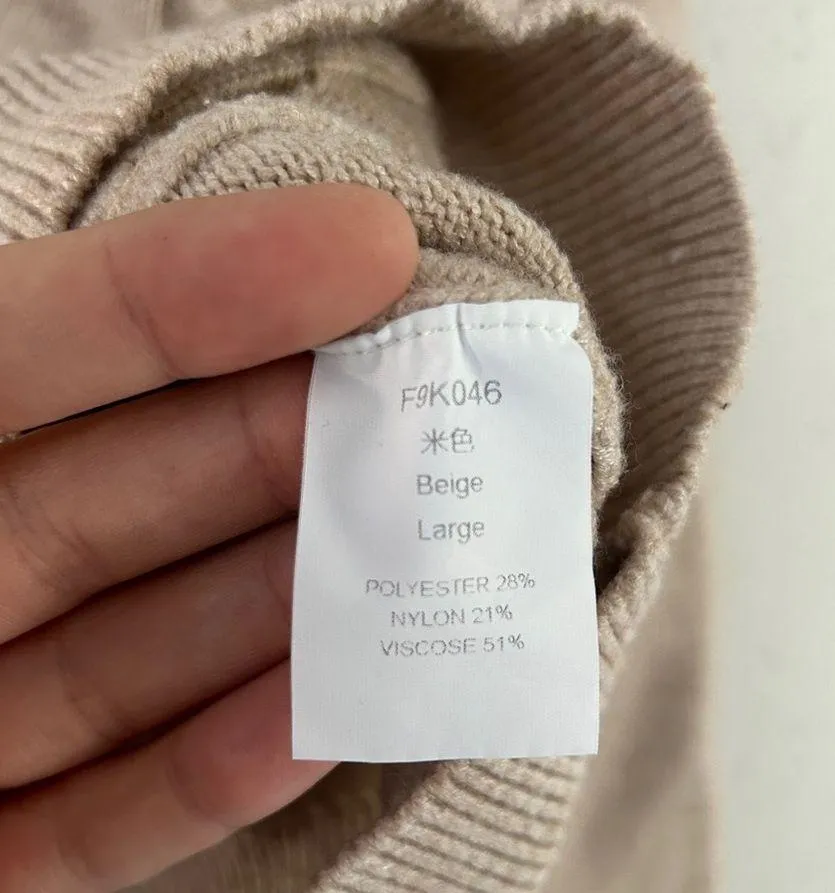 F9K046
米色
Beige
Large
POLYESTER 28%
NYLON 21%
VISCOSE 51%